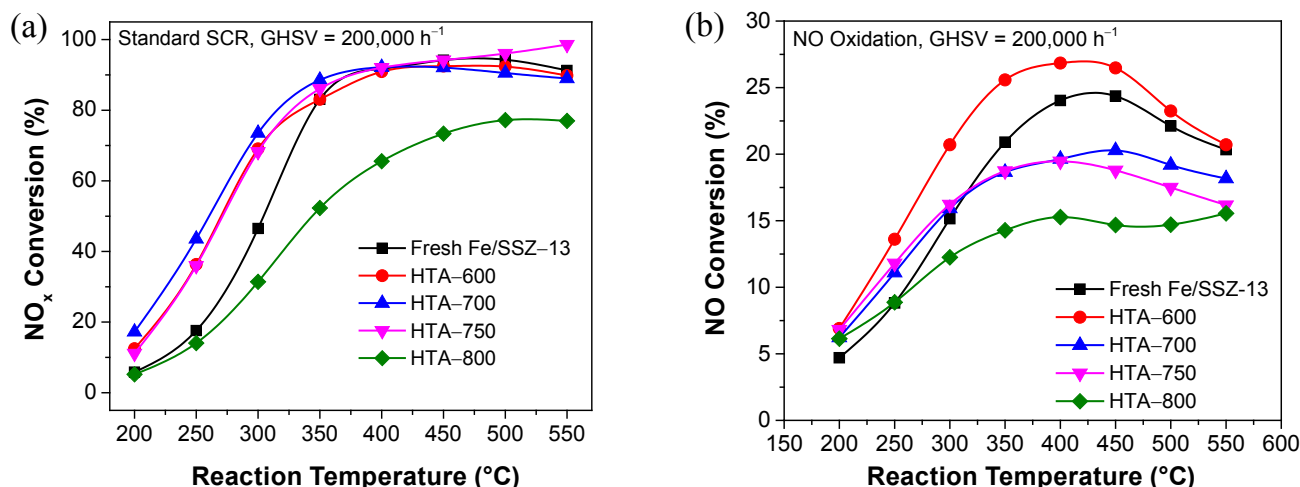 (a)
Standard SCR, GHSV = 200,000 h⁻¹
NOₓ Conversion (%)
100
80
60
40
20
0
Fresh Fe/SSZ–13
HTA–600
HTA–700
HTA–750
HTA–800
200 250 300 350 400 450 500 550
Reaction Temperature (°C)
(b)
NO Oxidation, GHSV = 200,000 h⁻¹
NO Conversion (%)
30
25
20
15
10
5
0
Fresh Fe/SSZ-13
HTA–600
HTA–700
HTA–750
HTA–800
150 200 250 300 350 400 450 500 550 600
Reaction Temperature (°C)